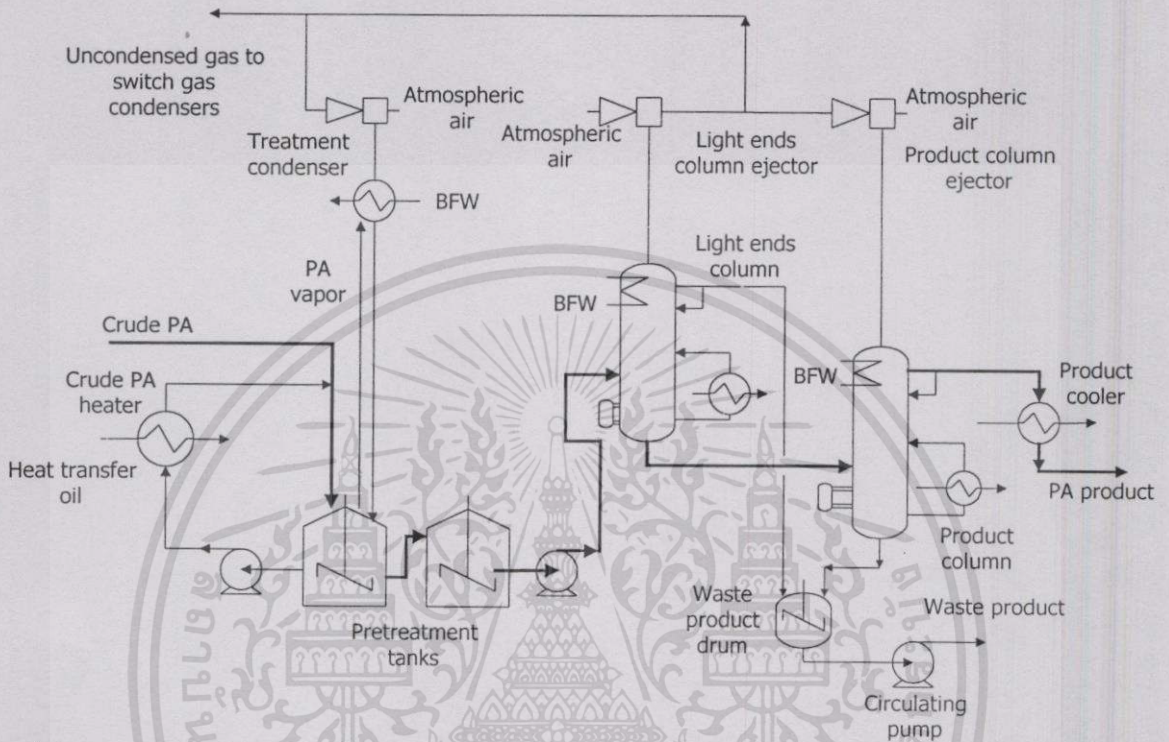 Uncondensed gas to
switch gas
condensers
Atmospheric
air
Treatment
condenser
BFW
PA
vapor
Crude PA
Crude PA
heater
Heat transfer
oil
Pretreatment
tanks
Atmospheric
air
Light ends
column ejector
Atmospheric
air
Product column
ejector
Light ends
column
BFW
BFW
Product
cooler
PA product
Product
column
Waste
product
drum
Waste product
Circulating
pump